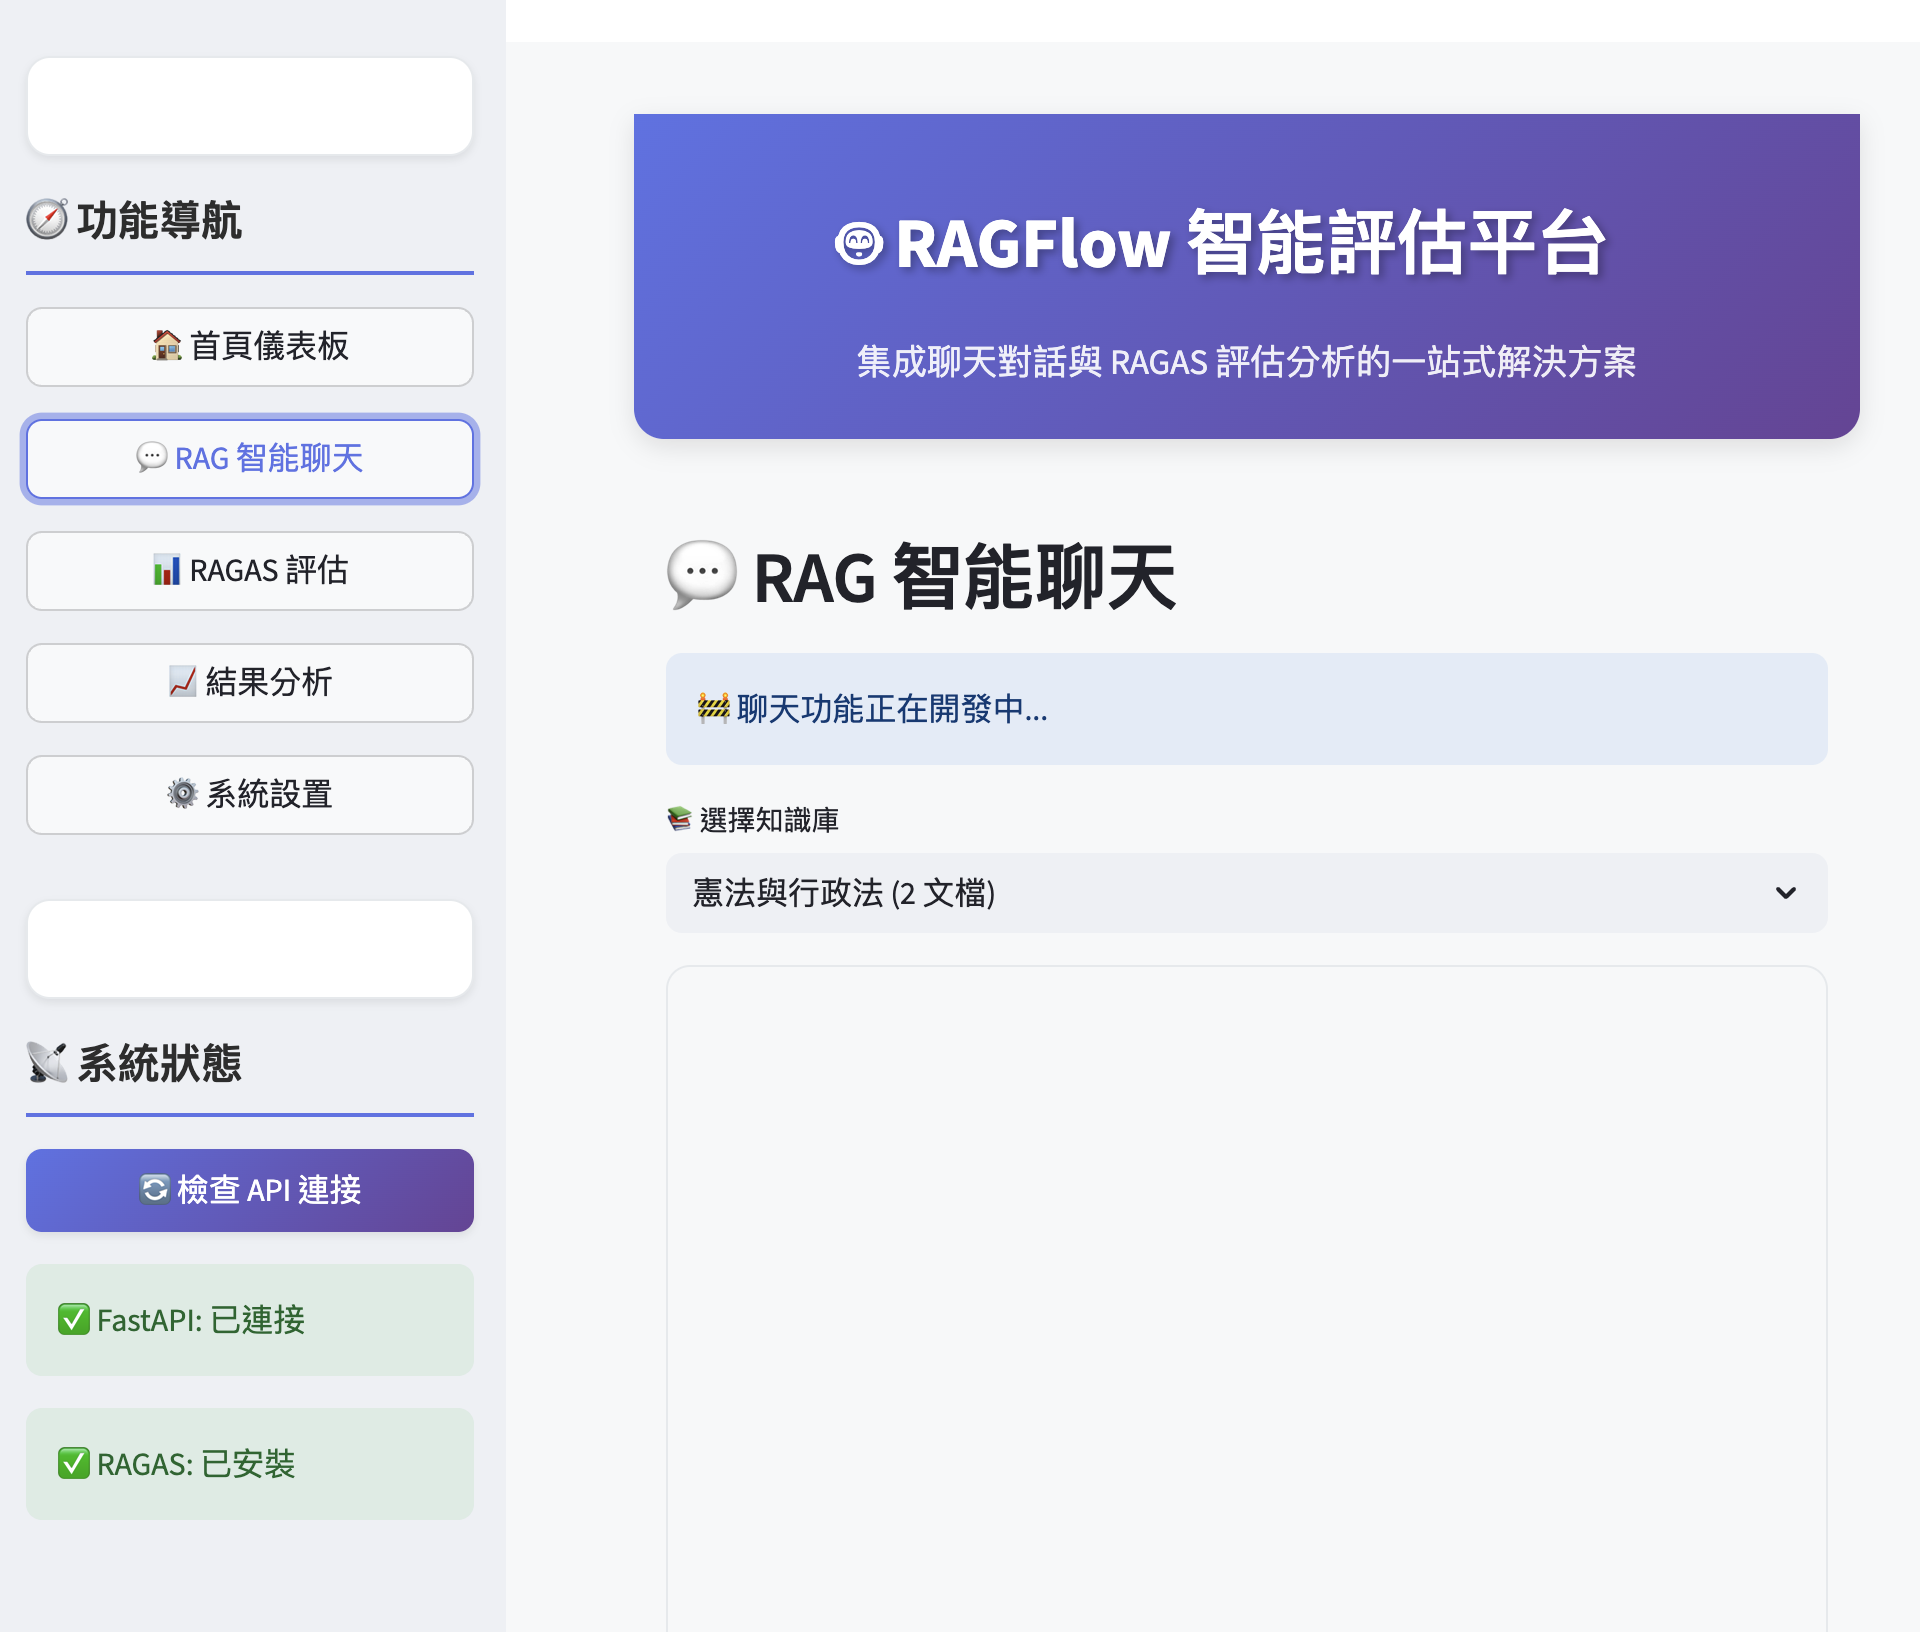 🧭 功能導航
🏠 首頁儀表板
💬 RAG 智能聊天
📊 RAGAS 評估
📈 結果分析
⚙️ 系統設置
📡 系統狀態
🔄 檢查 API 連接
✅ FastAPI: 已連接
✅ RAGAS: 已安裝
RAGFlow 智能評估平台
集成聊天對話與 RAGAS 評估分析的一站式解決方案
💬 RAG 智能聊天
🚧 聊天功能正在開發中...
📚 選擇知識庫
憲法與行政法 (2 文檔)